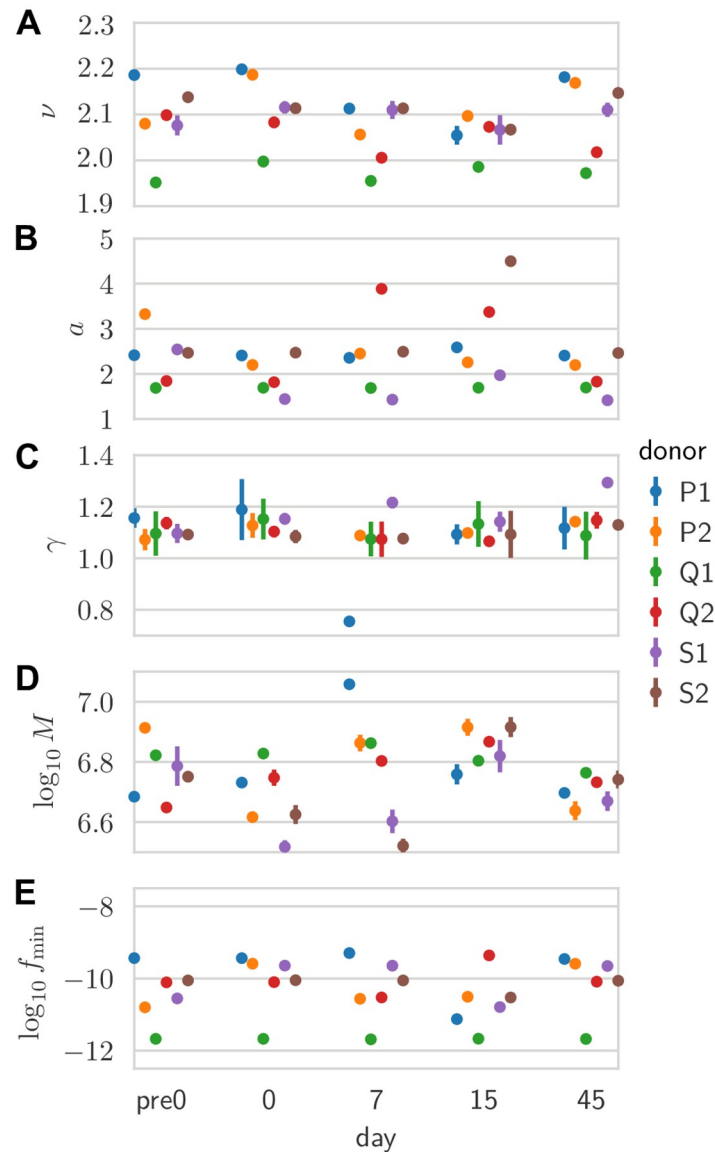 A
2.3
2.2
2.1
2.0
1.9
ν
B
5
4
3
2
1
a
C
1.4
1.2
1.0
0.8
γ
donor
P1
P2
Q1
Q2
S1
S2
D
7.0
6.8
6.6
log₁₀ M
E
−8
−10
−12
log₁₀ f_min
pre0 0 7 15 45
day